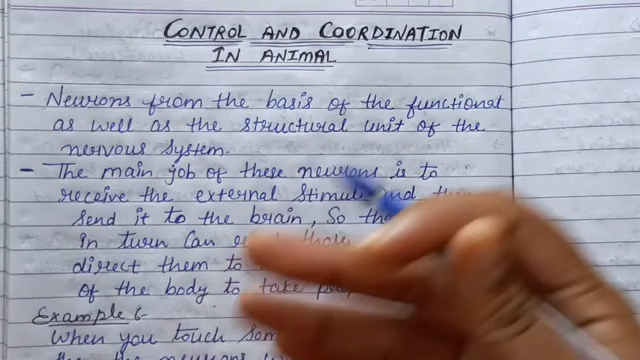 CONTROL AND COORDINATION
IN ANIMAL
- Neurons from the basis of the functional
as well as the structural unit of the
nervous system.
- The main job of these neurons is to
receive the external
send it to the brain, So
in turn Can
direct them to
of the body to take
Example :-
When you touch
the neurons